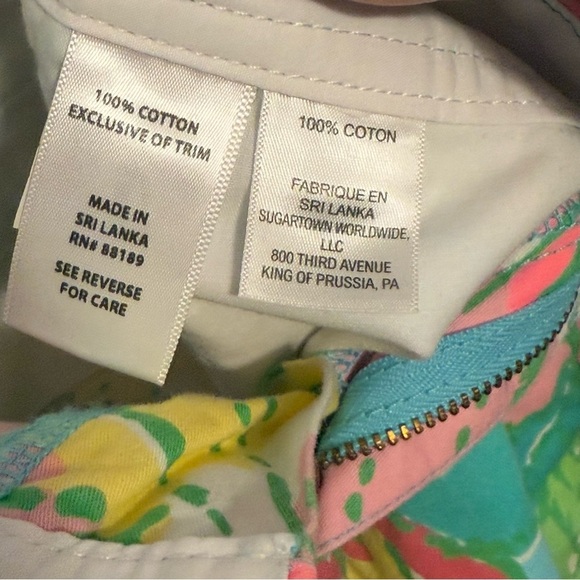 100% COTTON
EXCLUSIVE OF TRIM
MADE IN
SRI LANKA
RN# 88189
SEE REVERSE
FOR CARE
100% COTON
FABRIQUE EN
SRI LANKA
SUGARTOWN WORLDWIDE,
LLC
800 THIRD AVENUE
KING OF PRUSSIA, PA